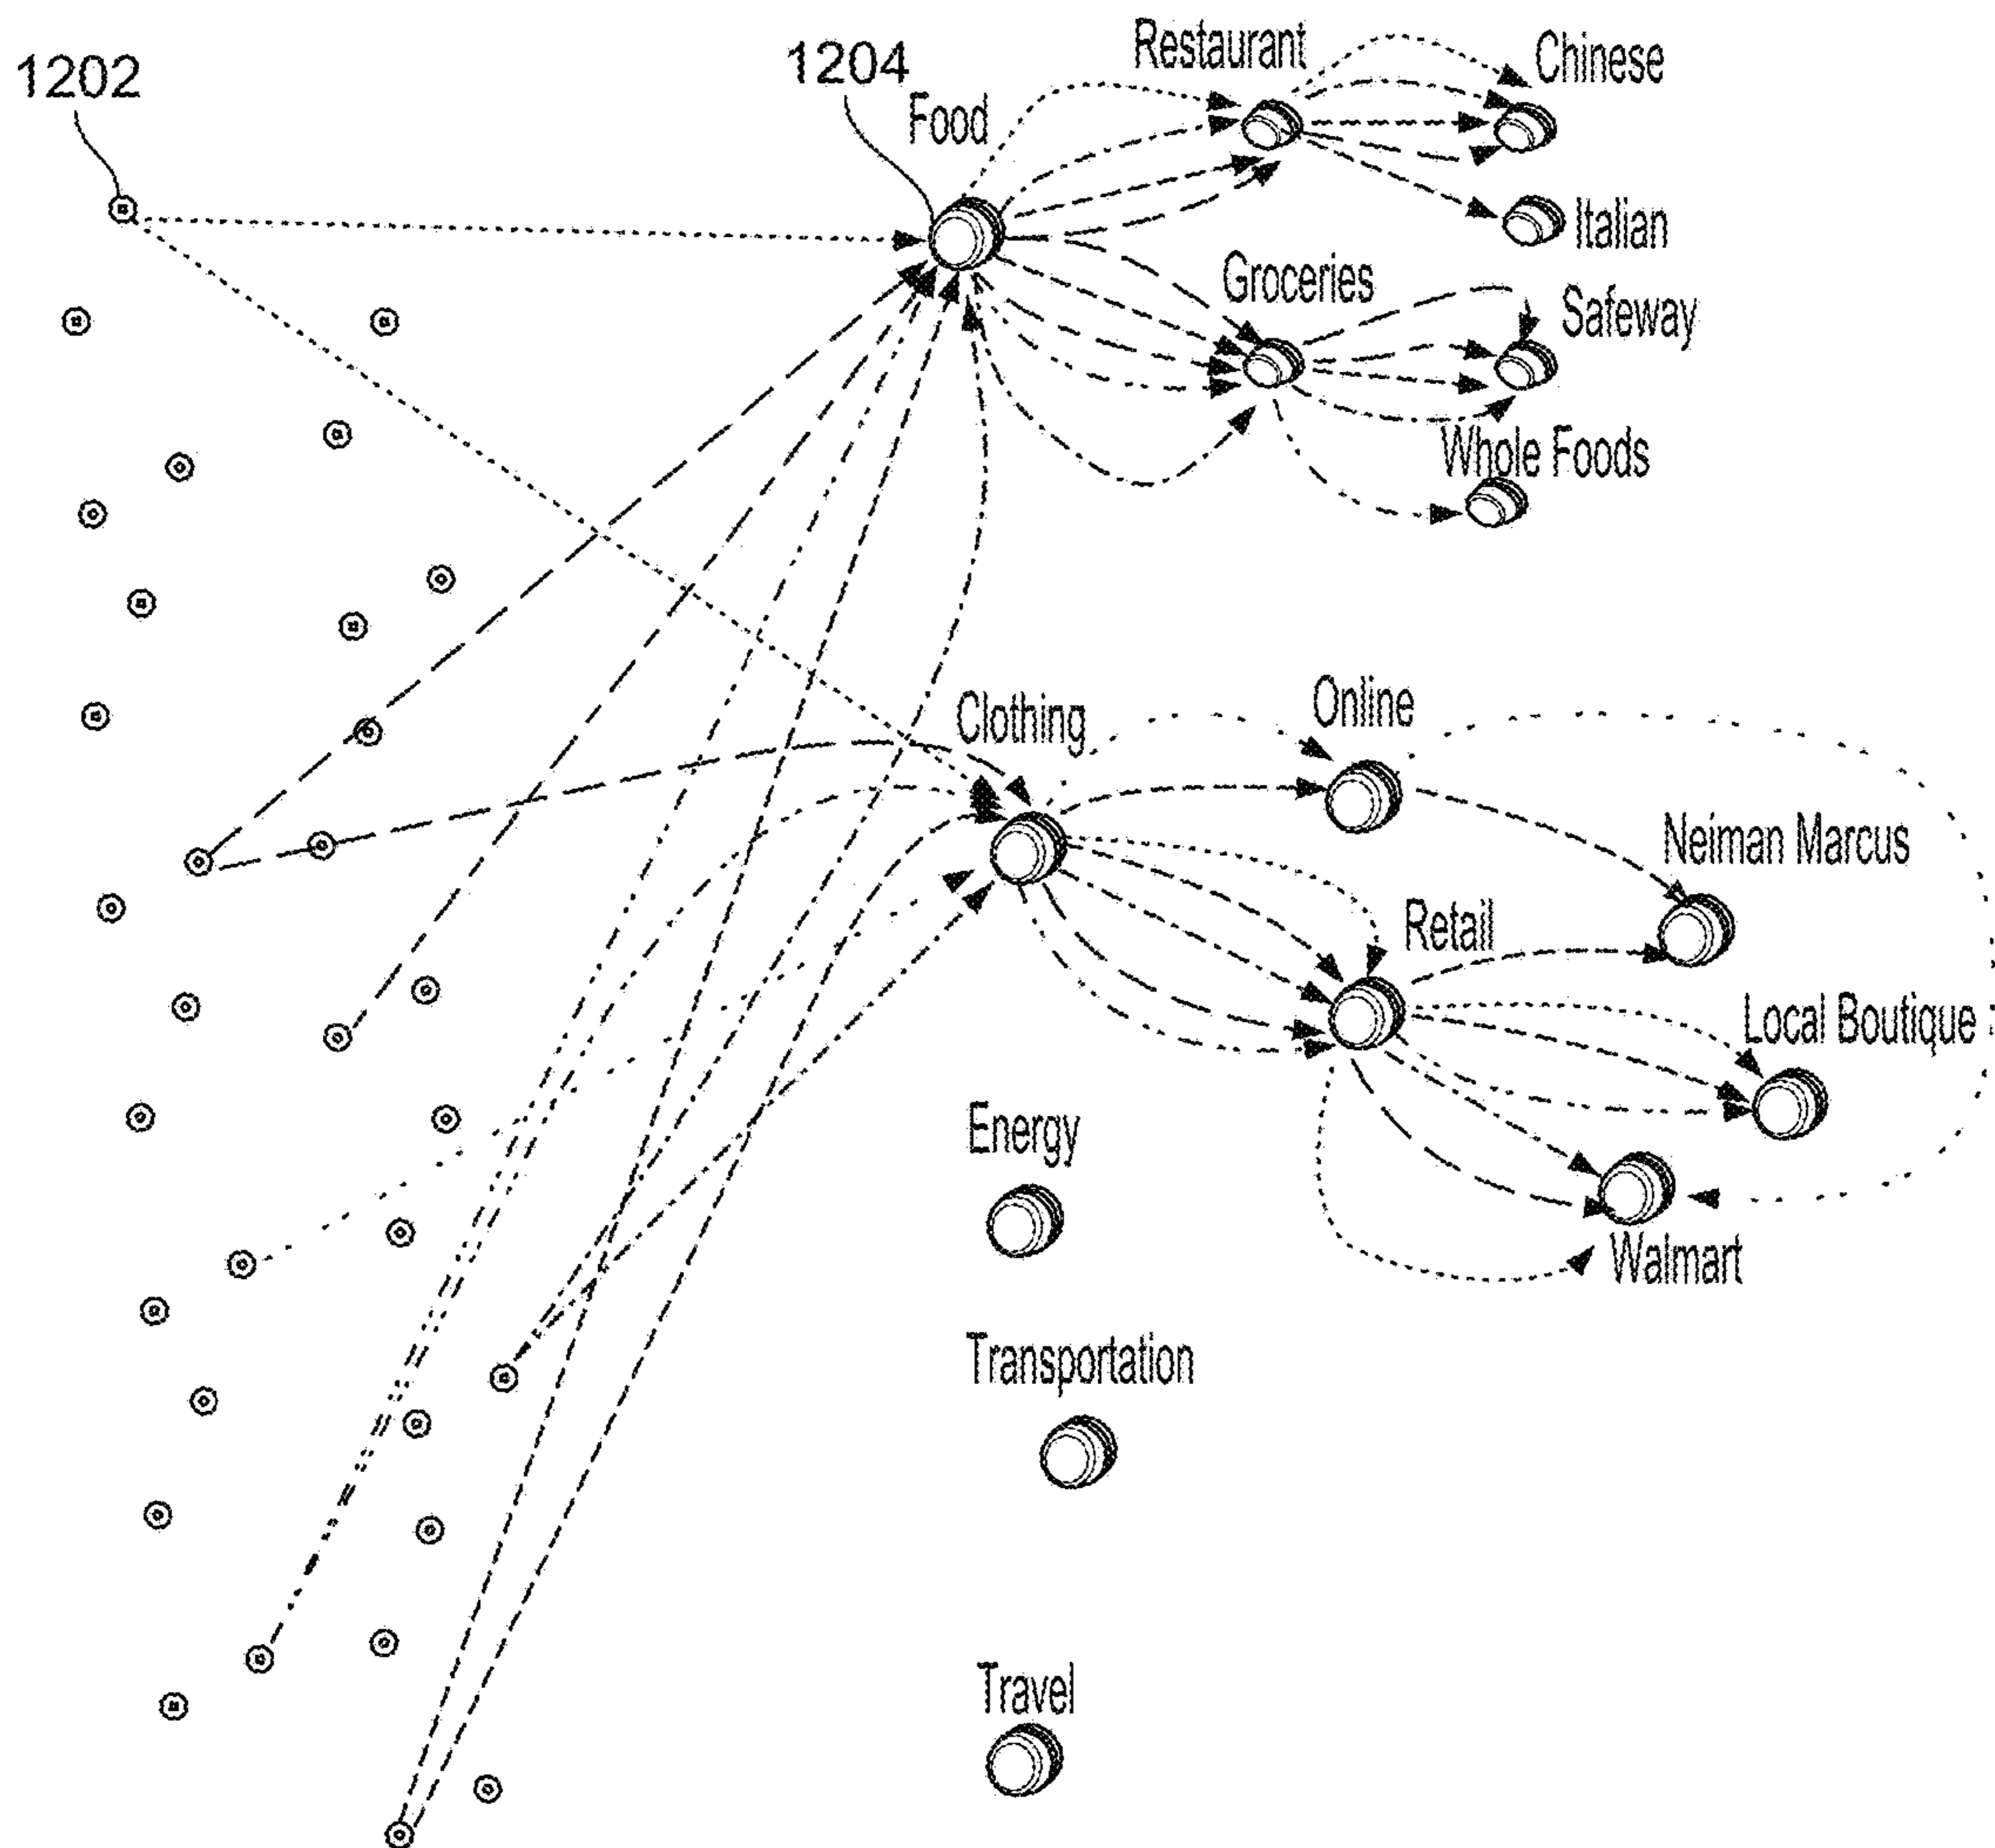 1202
1204
Food
Restaurant
Chinese
Italian
Groceries
Safeway
Whole Foods
Clothing
Online
Neiman Marcus
Retail
Local Boutique
Walmart
Energy
Transportation
Travel